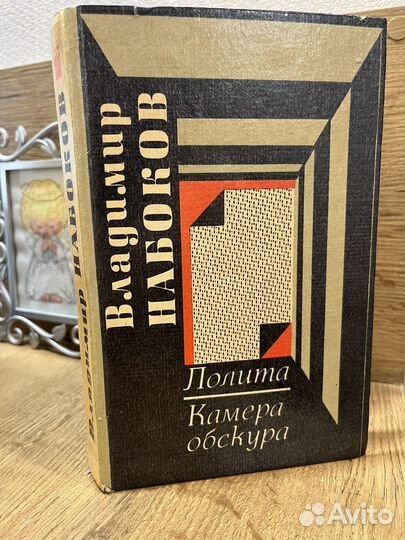 Владимир
НАБОКОВ
Владимир НАБОКОВ
Лолита
Камера
обскура
Avito